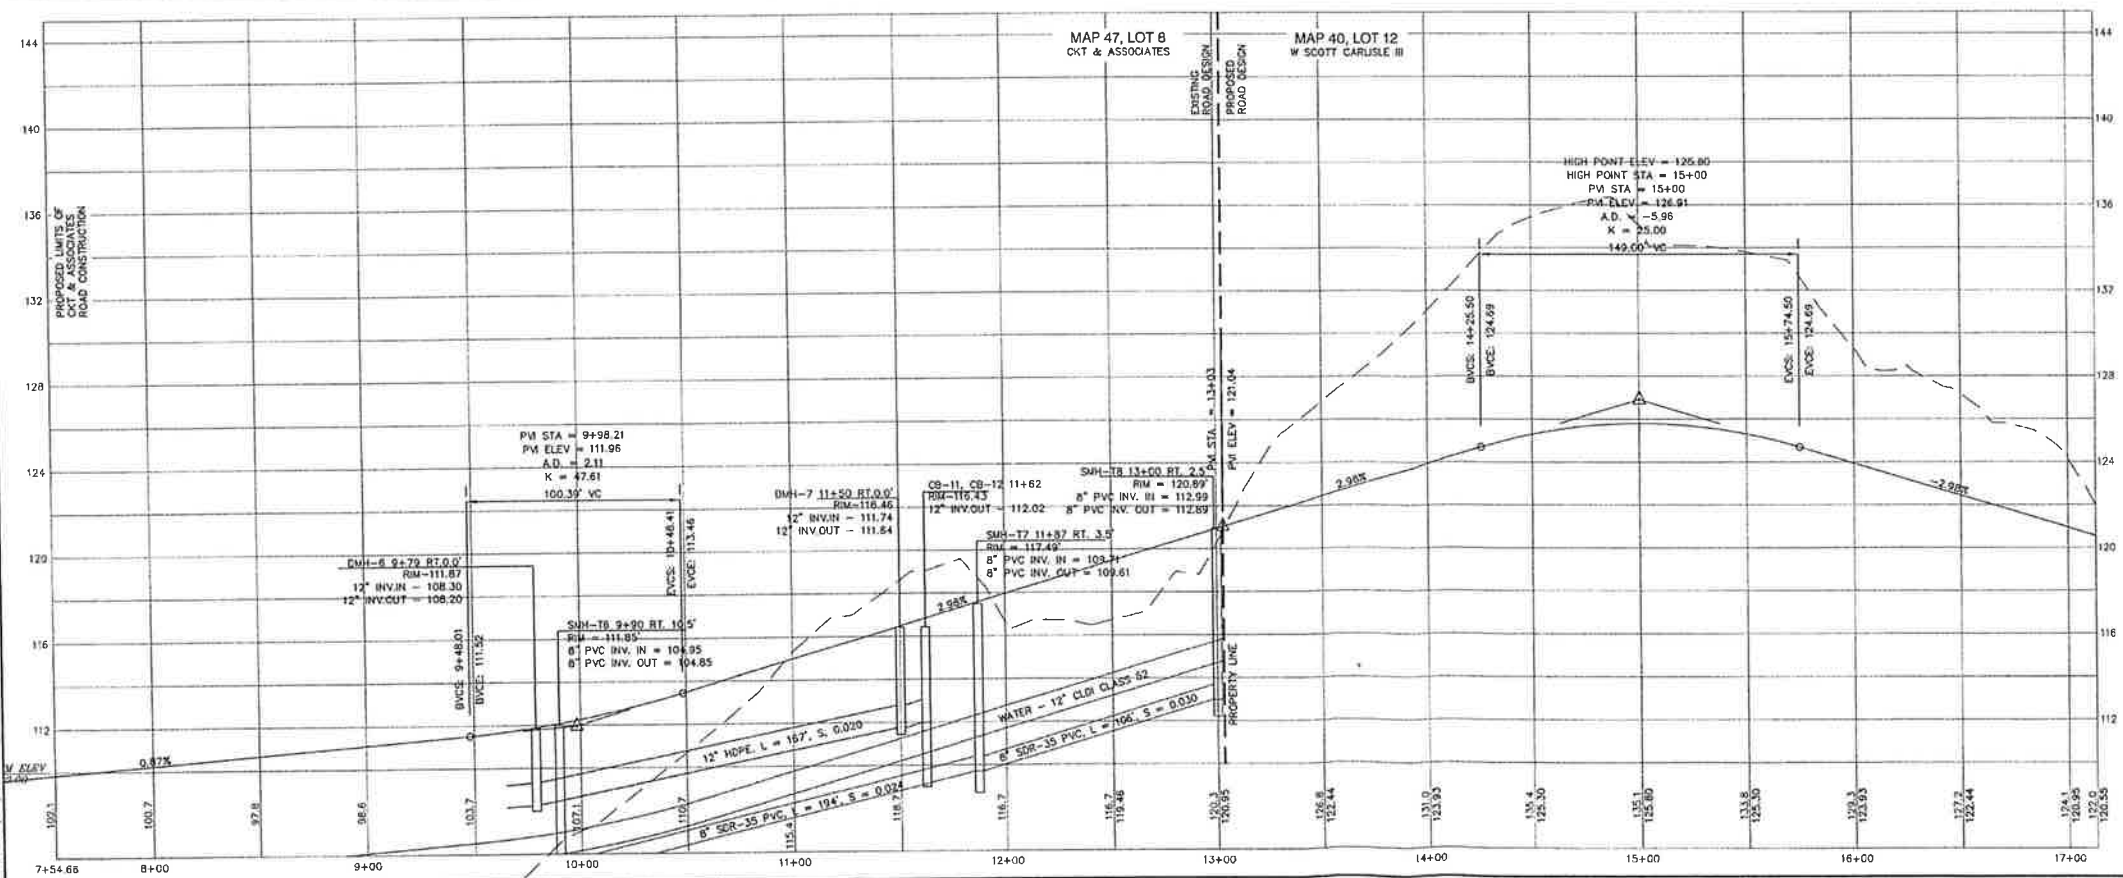 MAP 47, LOT 6
CKT & ASSOCIATES
MAP 40, LOT 12
W SCOTT CARLISLE III
EXISTING
ROAD DESIGN
PROPOSED
ROAD DESIGN
144
140
136
132
128
124
120
116
112
144
140
136
132
128
124
120
116
112
PROPOSED LIMITS OF
CKT & ASSOCIATES
ROAD CONSTRUCTION
HIGH POINT ELEV = 125.80
HIGH POINT STA = 15+00
PVI STA = 15+00
PVI ELEV = 126.91
A.D. = -5.96
K = 25.00
149.00' VC
BVCS: 14+25.50
BVCE: 124.69
EVCS: 15+74.50
EVCE: 124.69
PVI STA = 9+98.21
PVI ELEV = 111.96
A.D. = 2.11
K = 47.61
100.39' VC
BVCS: 9+48.01
BVCE: 111.52
EVCS: 10+48.41
EVCE: 113.46
PVI STA. = 13+03
PVI ELEV = 121.04
DMH-6 9+79 RT.0.0'
RIM-111.87
12" INV.IN - 108.30
12" INV.OUT - 108.20
SMH-T6 9+90 RT. 10.5'
RIM = 111.85'
8" PVC INV. IN = 104.95
8" PVC INV. OUT = 104.85
DMH-7 11+50 RT.0.0'
RIM-116.46
12" INV.IN - 111.74
12" INV.OUT - 111.64
CB-11, CB-12 11+62
RIM-116.43
12" INV.OUT - 112.02
SMH-T7 11+87 RT. 3.5'
RIM = 117.49'
8" PVC INV. IN = 109.71
8" PVC INV. OUT = 109.61
SMH-T8 13+00 RT. 2.5'
RIM = 120.89'
8" PVC INV. IN = 112.99
8" PVC INV. OUT = 112.89
0.87%
2.98%
2.98%
-2.98%
12" HDPE, L = 167', S, 0.020
WATER - 12" CLDI CLASS 52
8" SDR-35 PVC, L = 194', S = 0.024
8" SDR-35 PVC, L = 106', S = 0.030
PROPERTY LINE
M ELEV
102.1
100.7
97.8
98.6
103.7
107.1
110.7
115.4
118.7
116.7
116.7
119.46
120.3
120.95
126.8
122.44
131.0
123.93
135.4
125.30
135.1
125.80
133.8
125.30
129.3
123.93
127.2
122.44
124.1
120.95
122.0
120.55
7+54.66
8+00
9+00
10+00
11+00
12+00
13+00
14+00
15+00
16+00
17+00